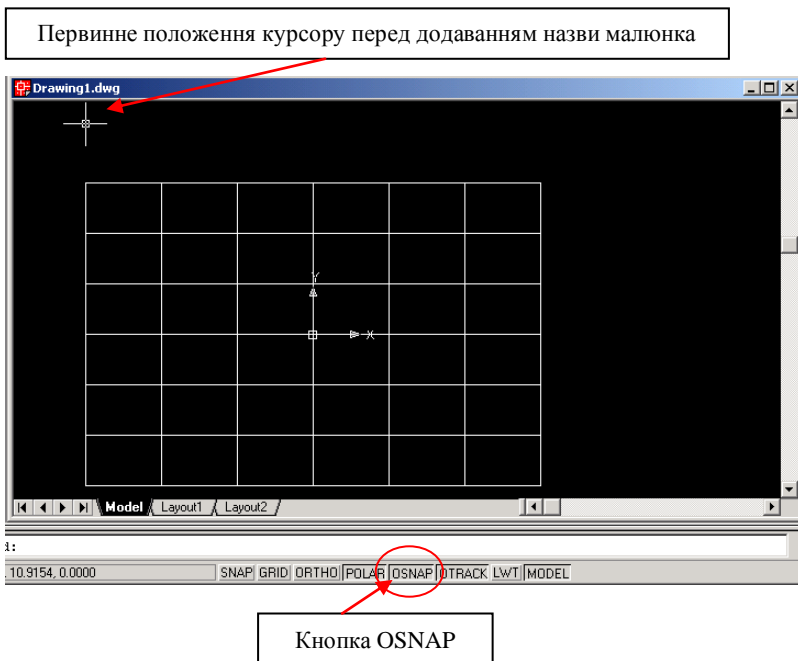 Первинне положення курсору перед додаванням назви малюнка
Drawing1.dwg
Y
X
Model Layout1 Layout2
:
10.9154, 0.0000 SNAP GRID ORTHO POLAR OSNAP OTRACK LWT MODEL
Кнопка OSNAP